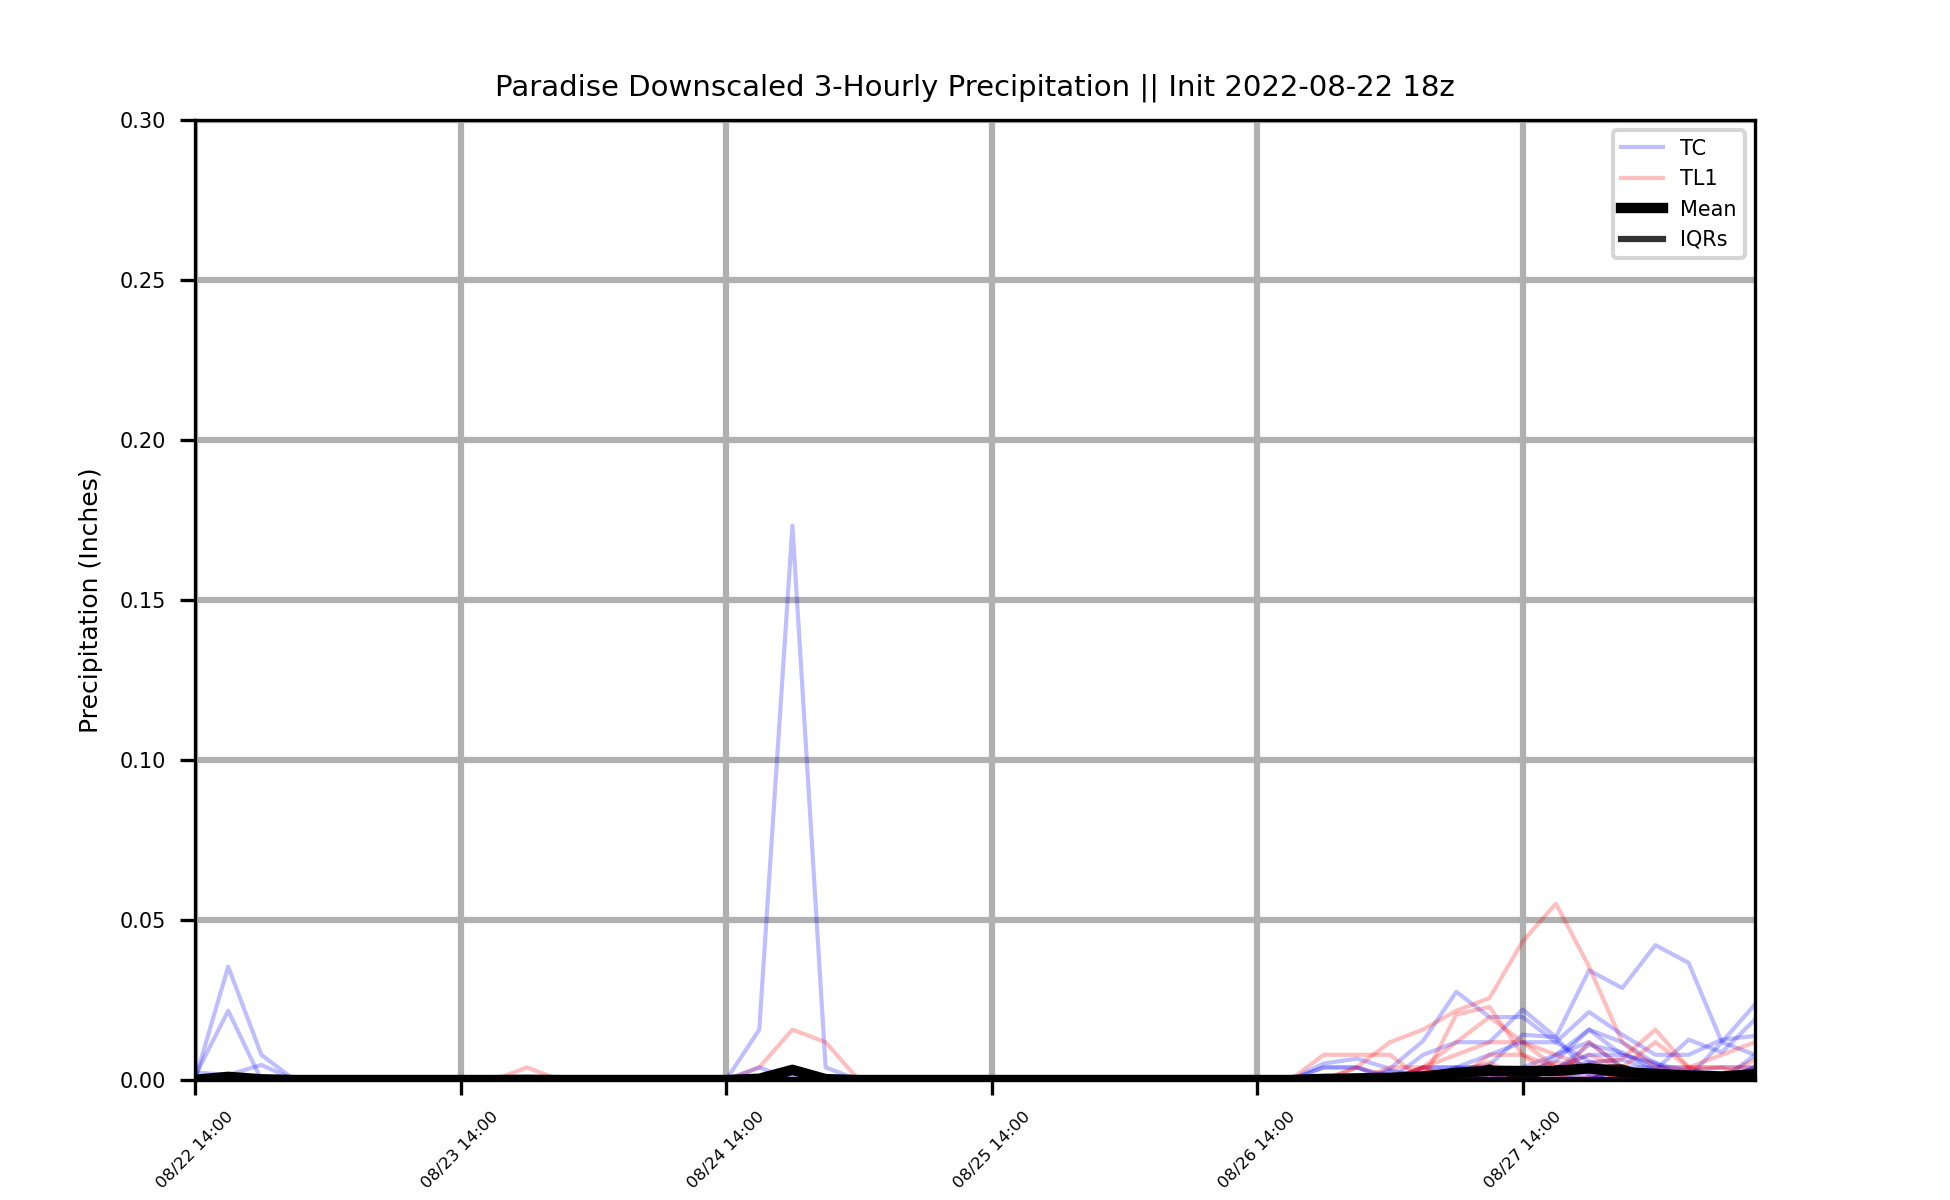 Paradise Downscaled 3-Hourly Precipitation || Init 2022-08-22 18z
0.30
0.25
0.20
0.15
0.10
0.05
0.00
Precipitation (Inches)
TC
TL1
Mean
IQRs
08/22 14:00
08/23 14:00
08/24 14:00
08/25 14:00
08/26 14:00
08/27 14:00